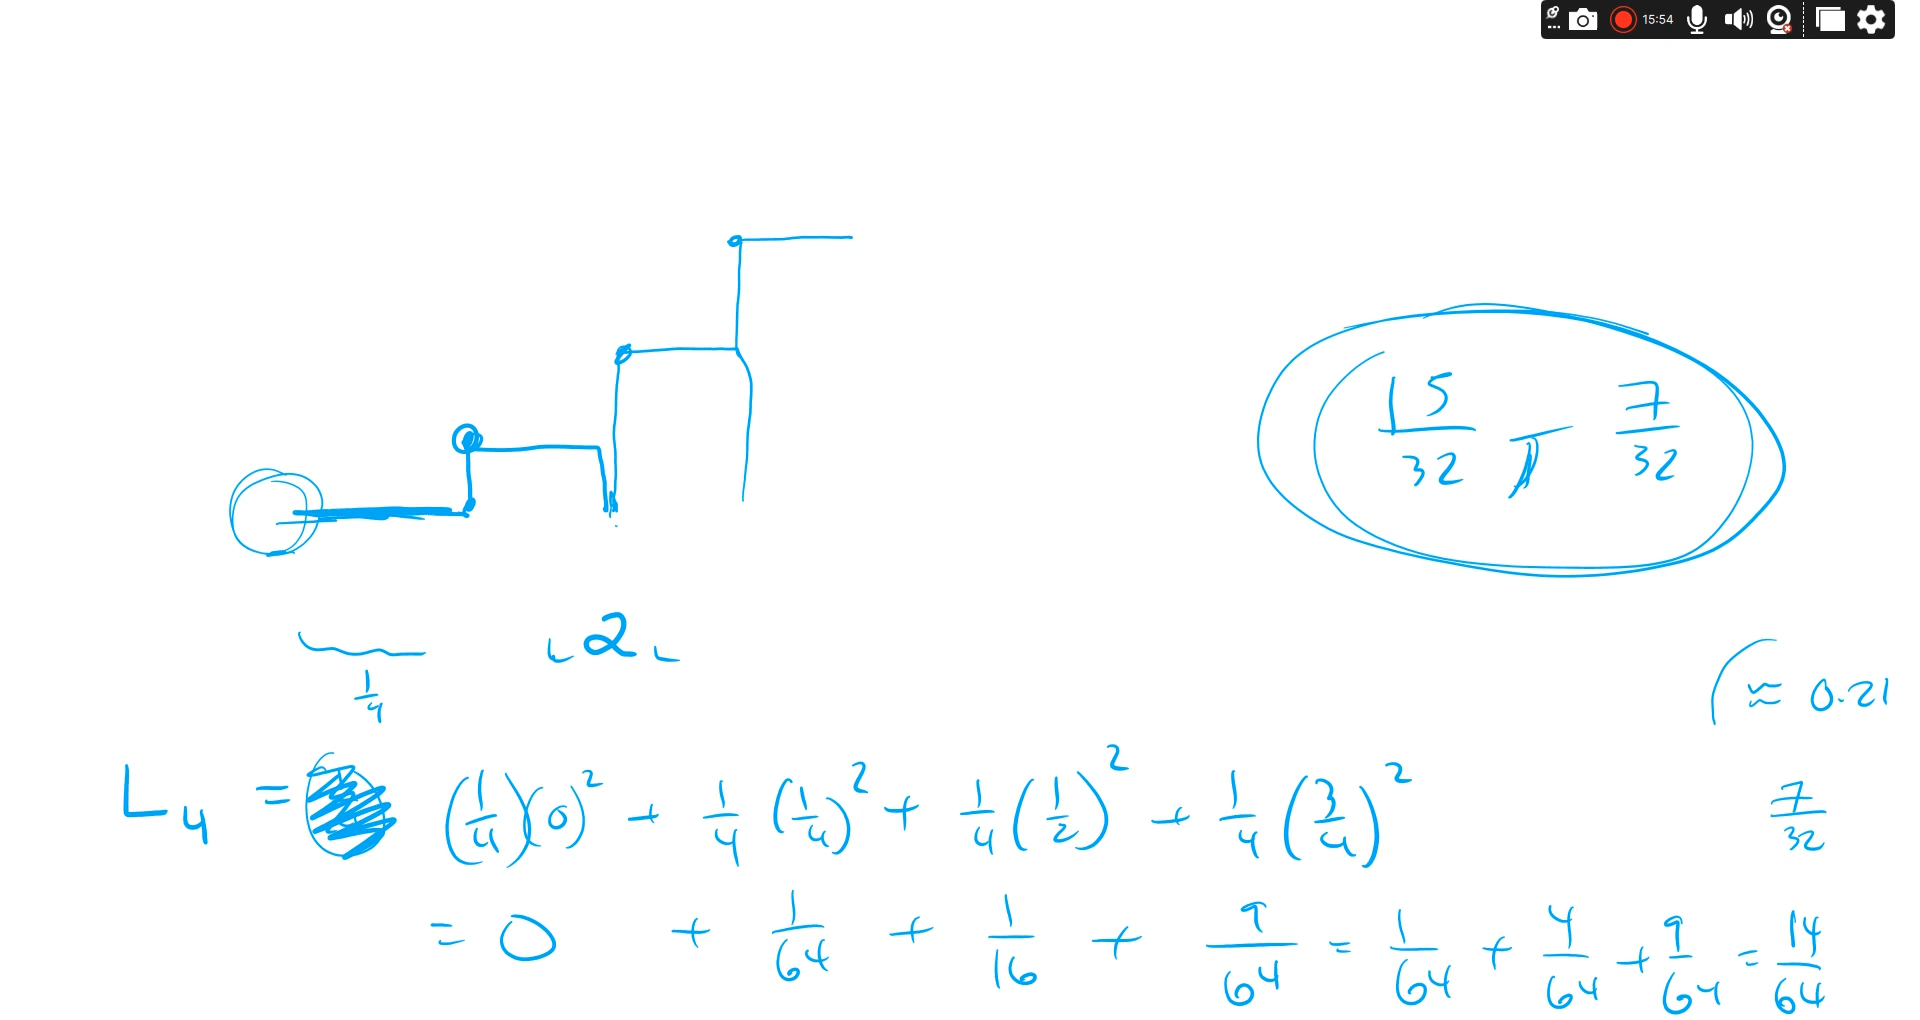 15:54
15/32 7/32
1/4 2
≈ 0.21
L₄ = (1/4)(0)² + 1/4 (1/4)² + 1/4 (1/2)² + 1/4 (3/4)² 7/32
= 0 + 1/64 + 1/16 + 9/64 = 1/64 + 4/64 + 9/64 = 14/64